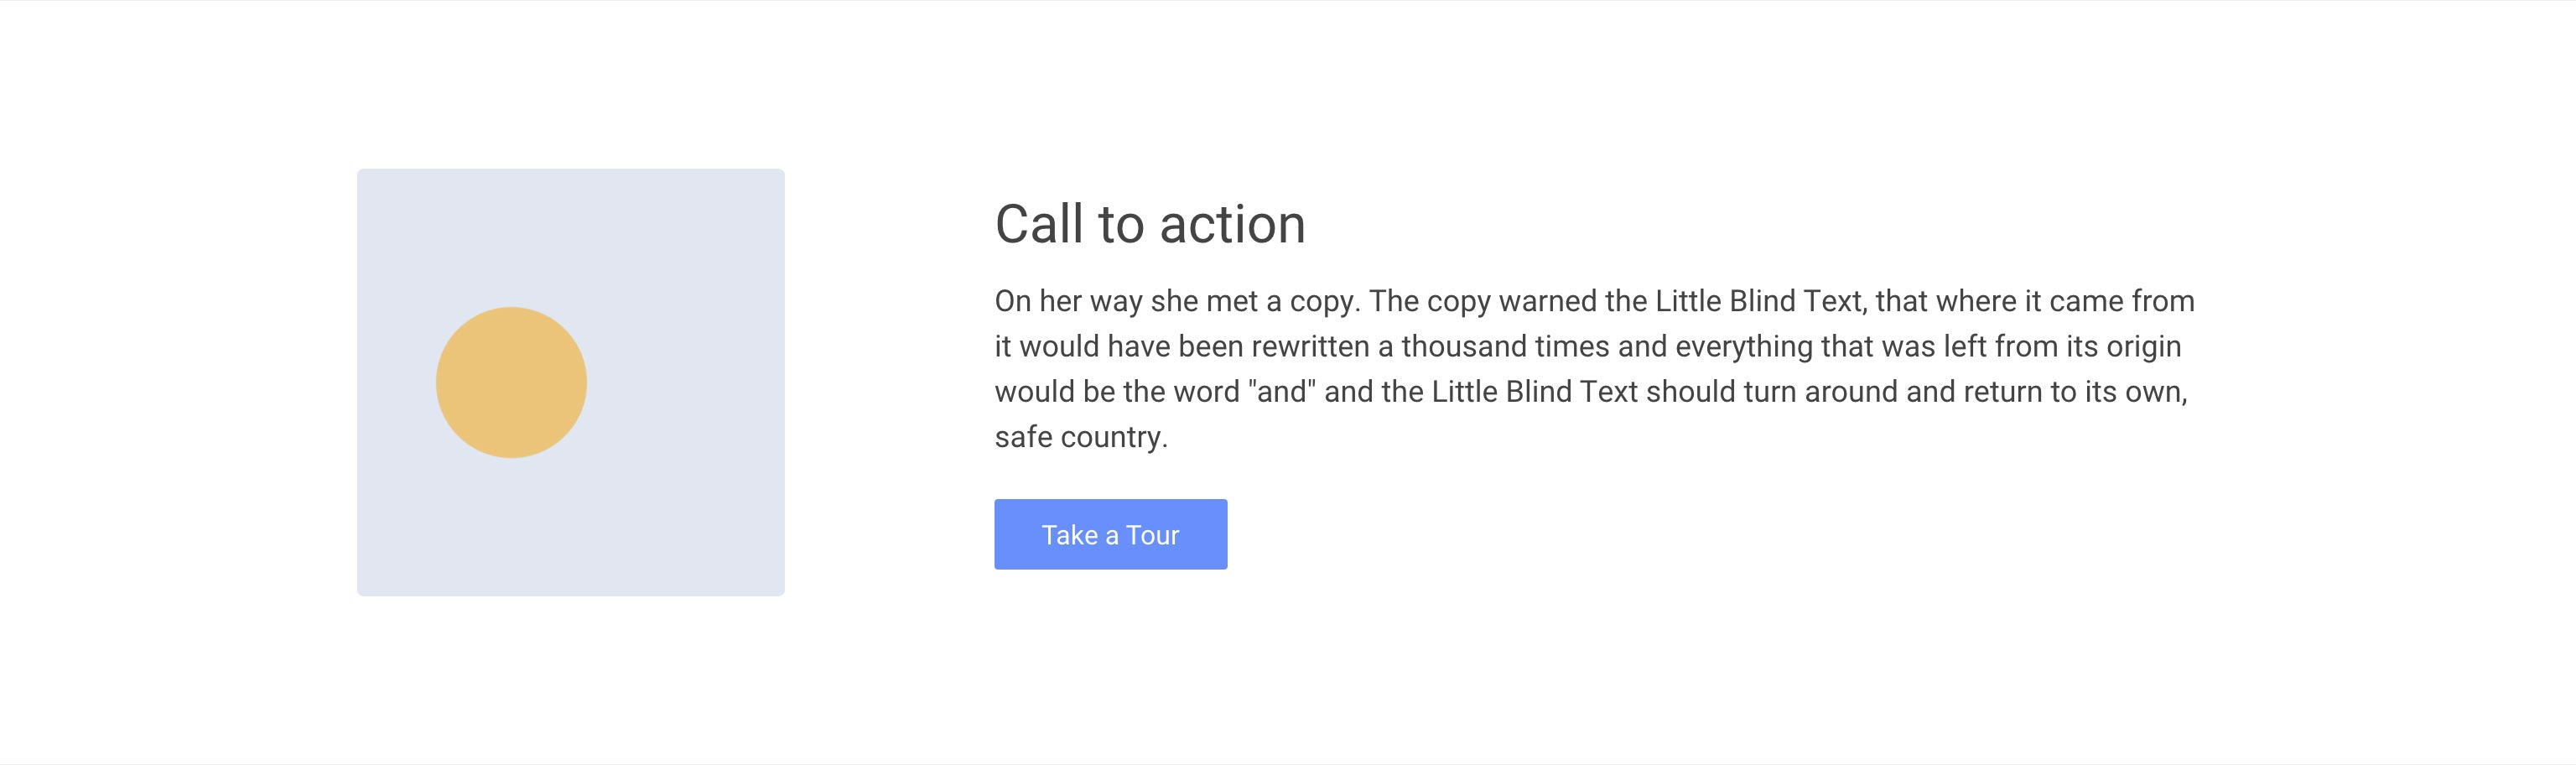 Call to action
On her way she met a copy. The copy warned the Little Blind Text, that where it came from
it would have been rewritten a thousand times and everything that was left from its origin
would be the word "and" and the Little Blind Text should turn around and return to its own,
safe country.
Take a Tour